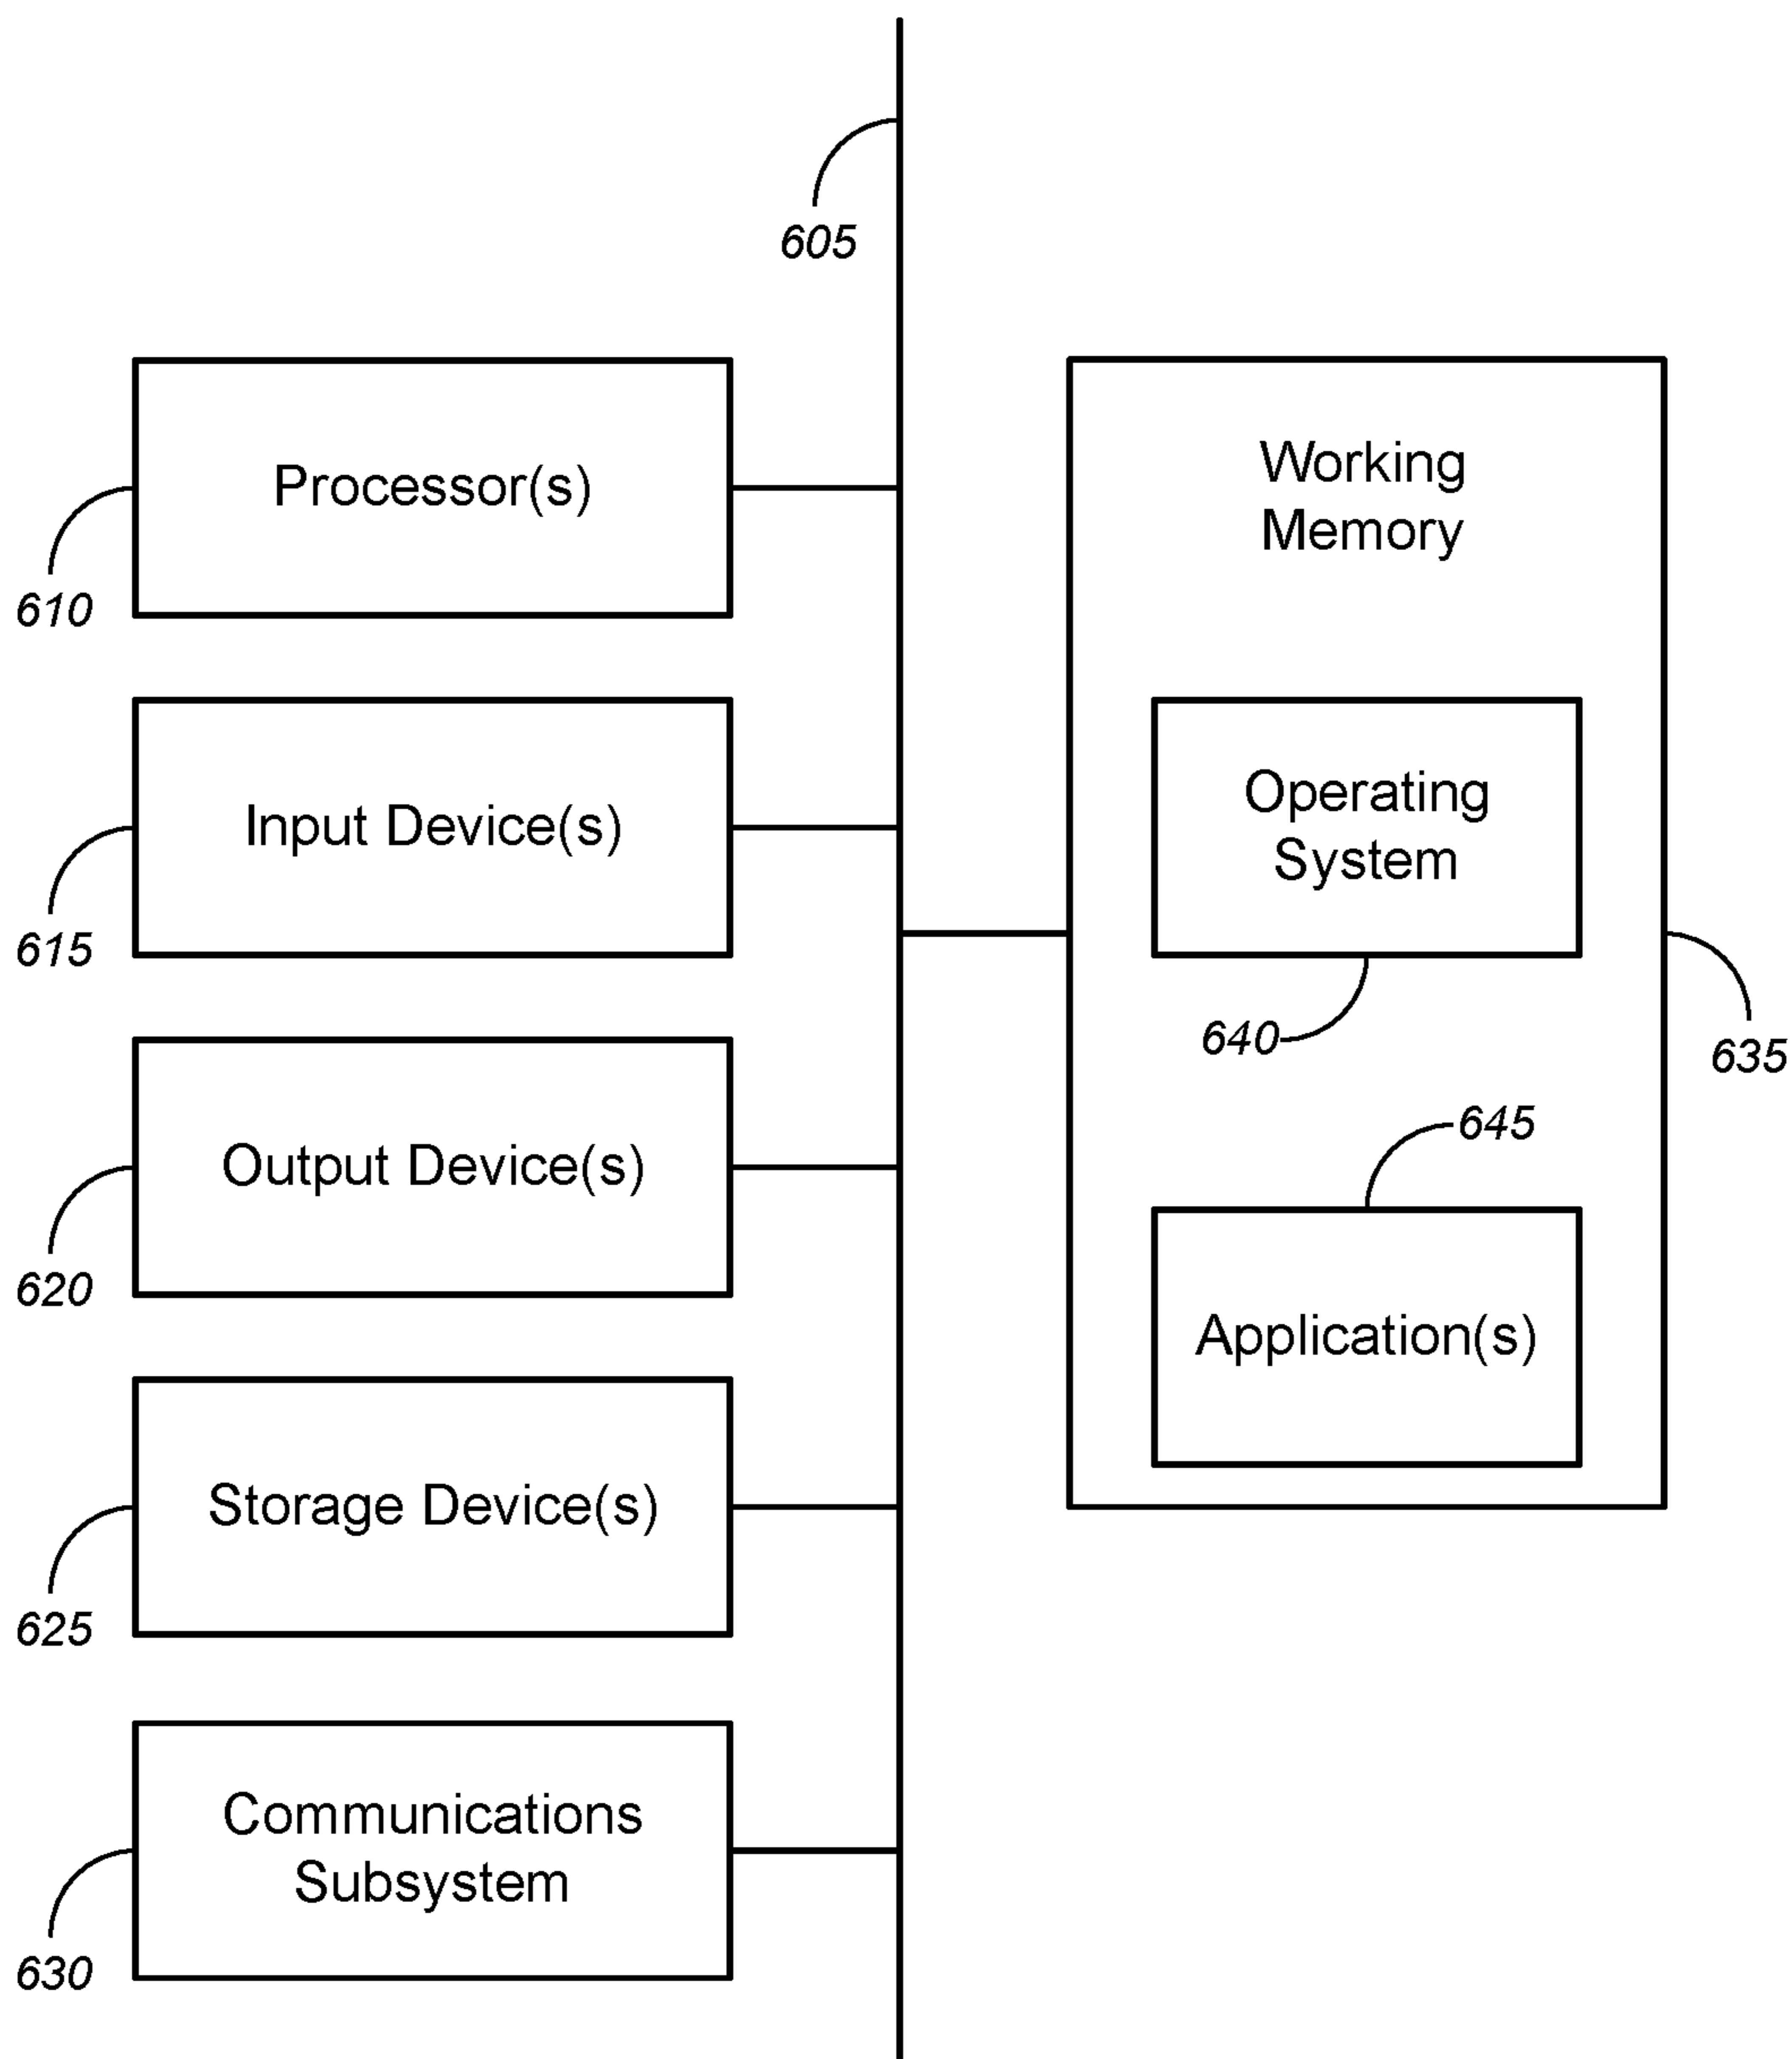 605
Processor(s)
610
Input Device(s)
615
Output Device(s)
620
Storage Device(s)
625
Communications
Subsystem
630
Working
Memory
Operating
System
640
635
645
Application(s)